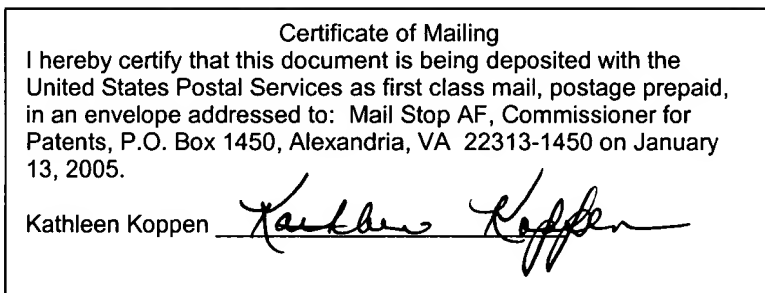 Certificate of Mailing
I hereby certify that this document is being deposited with the
United States Postal Services as first class mail, postage prepaid,
in an envelope addressed to: Mail Stop AF, Commissioner for
Patents, P.O. Box 1450, Alexandria, VA 22313-1450 on January
13, 2005.
Kathleen Koppen Kathleen Koppen